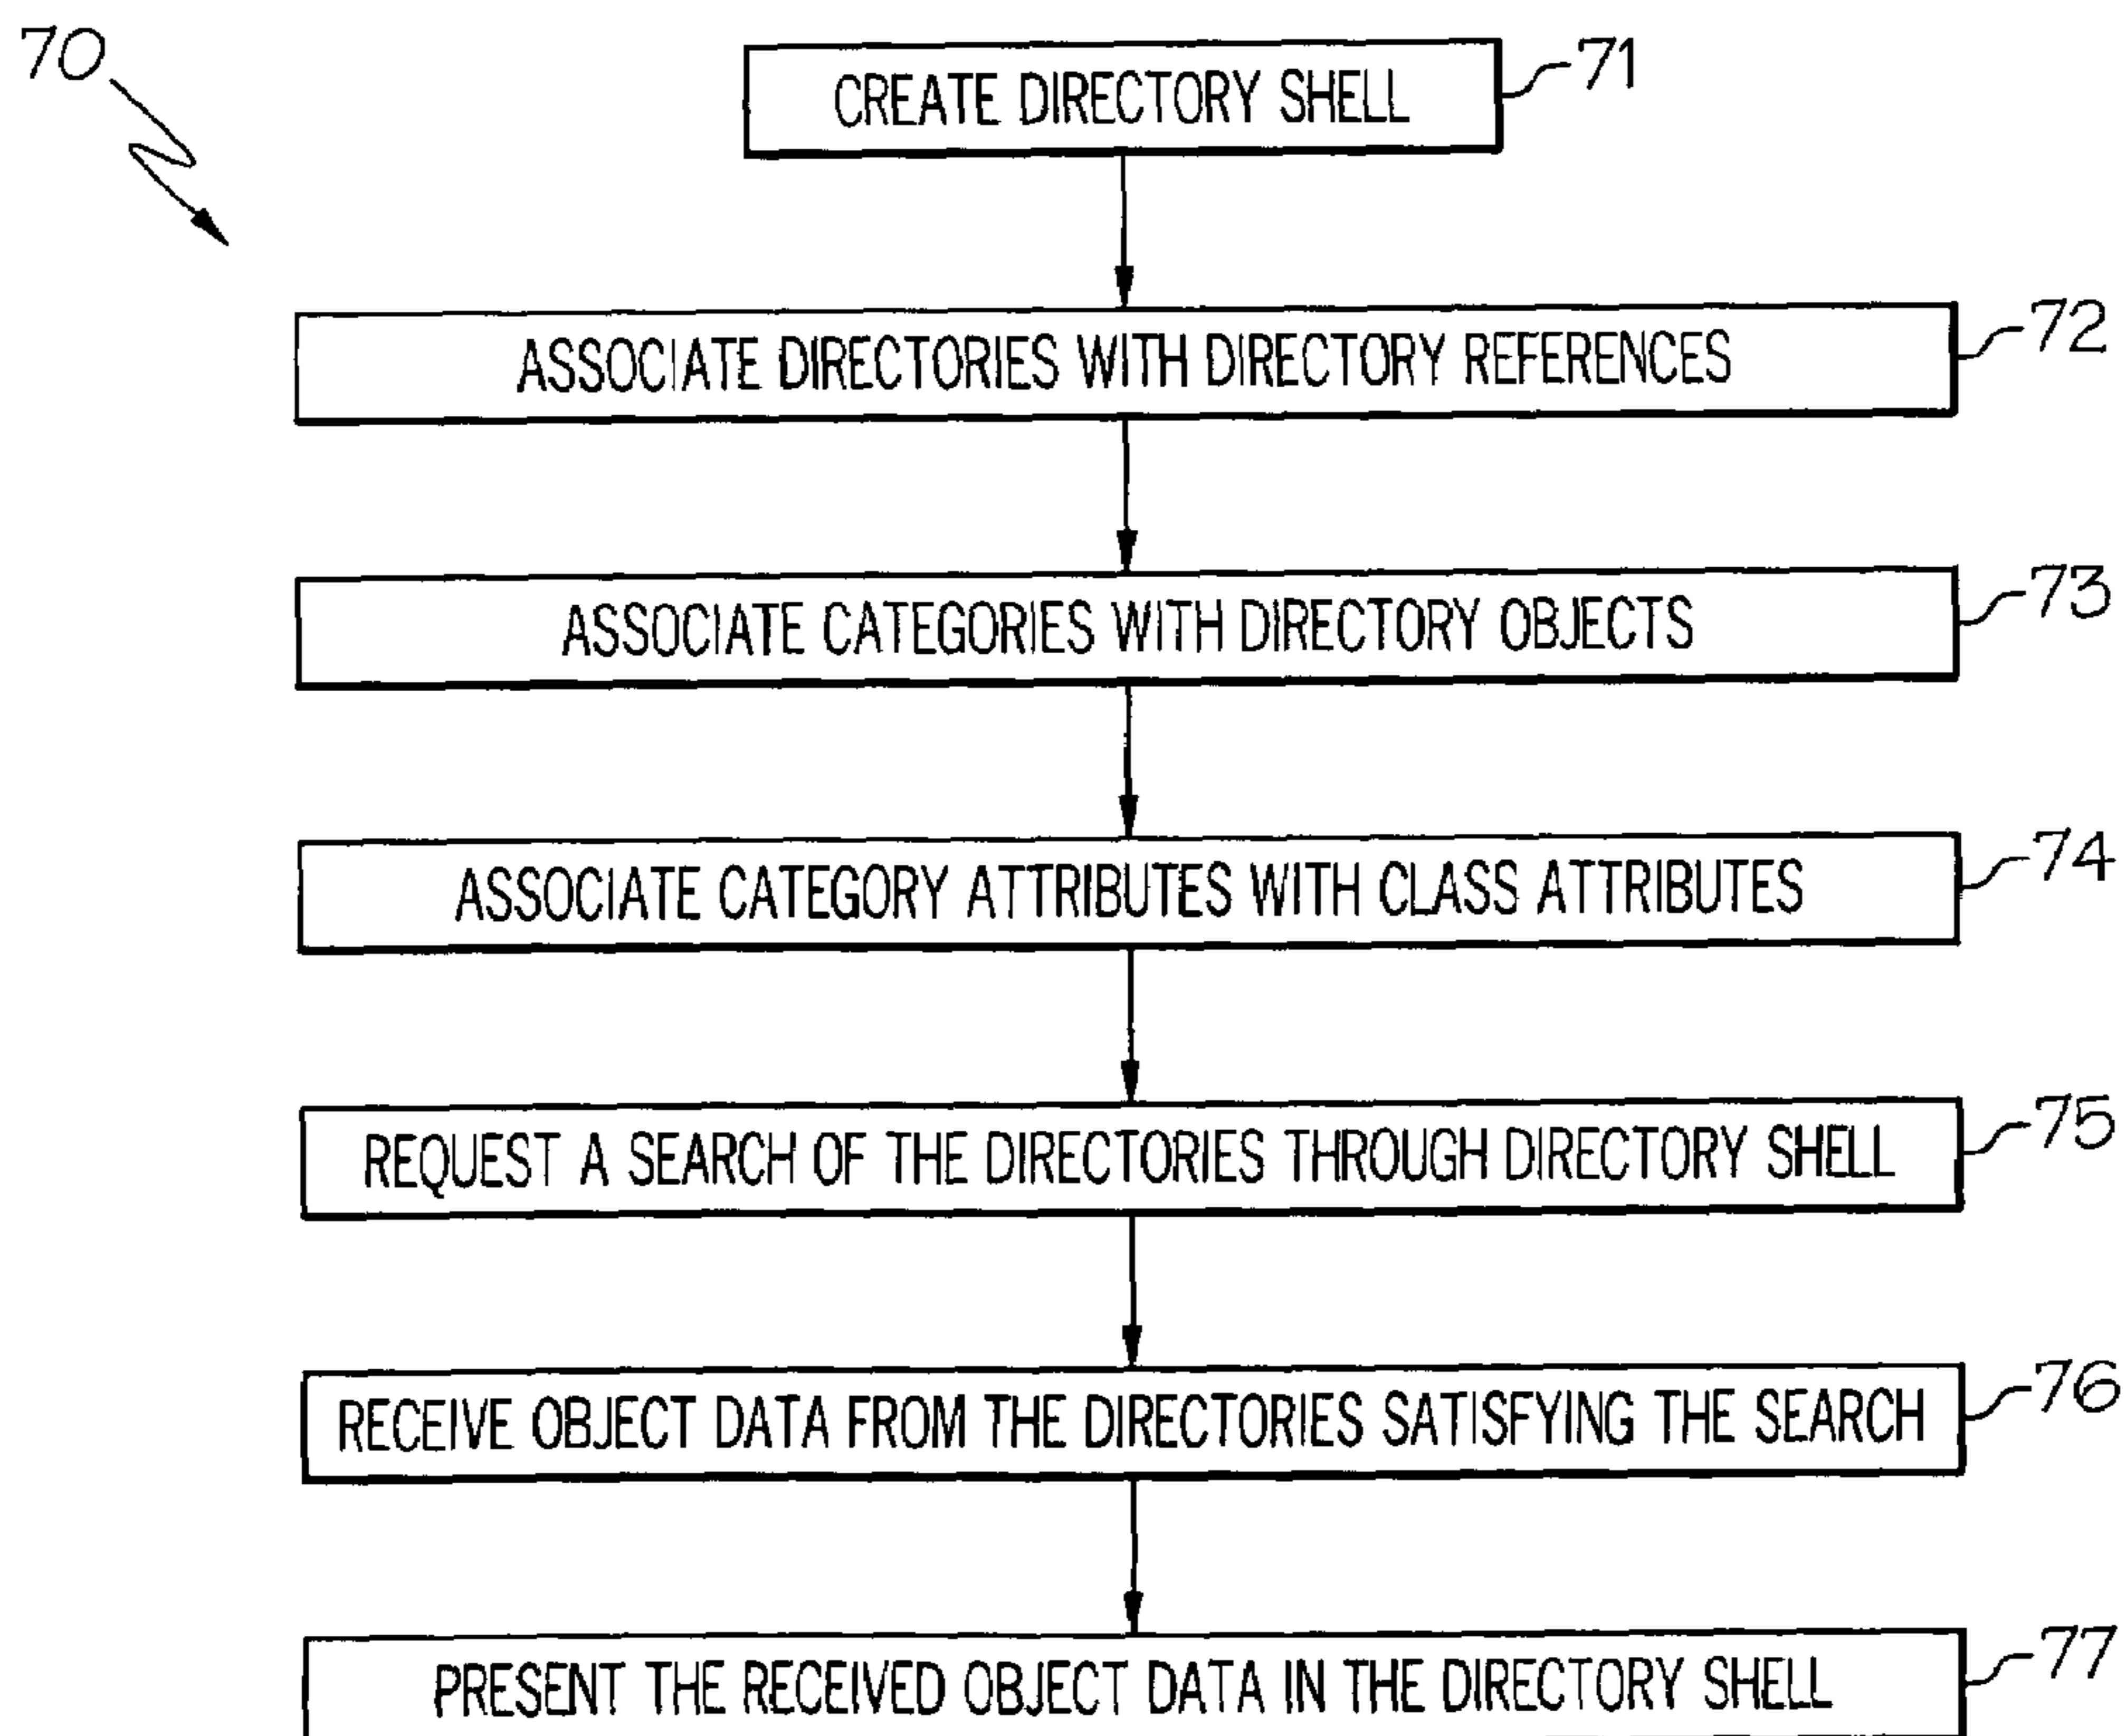 70
CREATE DIRECTORY SHELL
71
ASSOCIATE DIRECTORIES WITH DIRECTORY REFERENCES
72
ASSOCIATE CATEGORIES WITH DIRECTORY OBJECTS
73
ASSOCIATE CATEGORY ATTRIBUTES WITH CLASS ATTRIBUTES
74
REQUEST A SEARCH OF THE DIRECTORIES THROUGH DIRECTORY SHELL
75
RECEIVE OBJECT DATA FROM THE DIRECTORIES SATISFYING THE SEARCH
76
PRESENT THE RECEIVED OBJECT DATA IN THE DIRECTORY SHELL
77